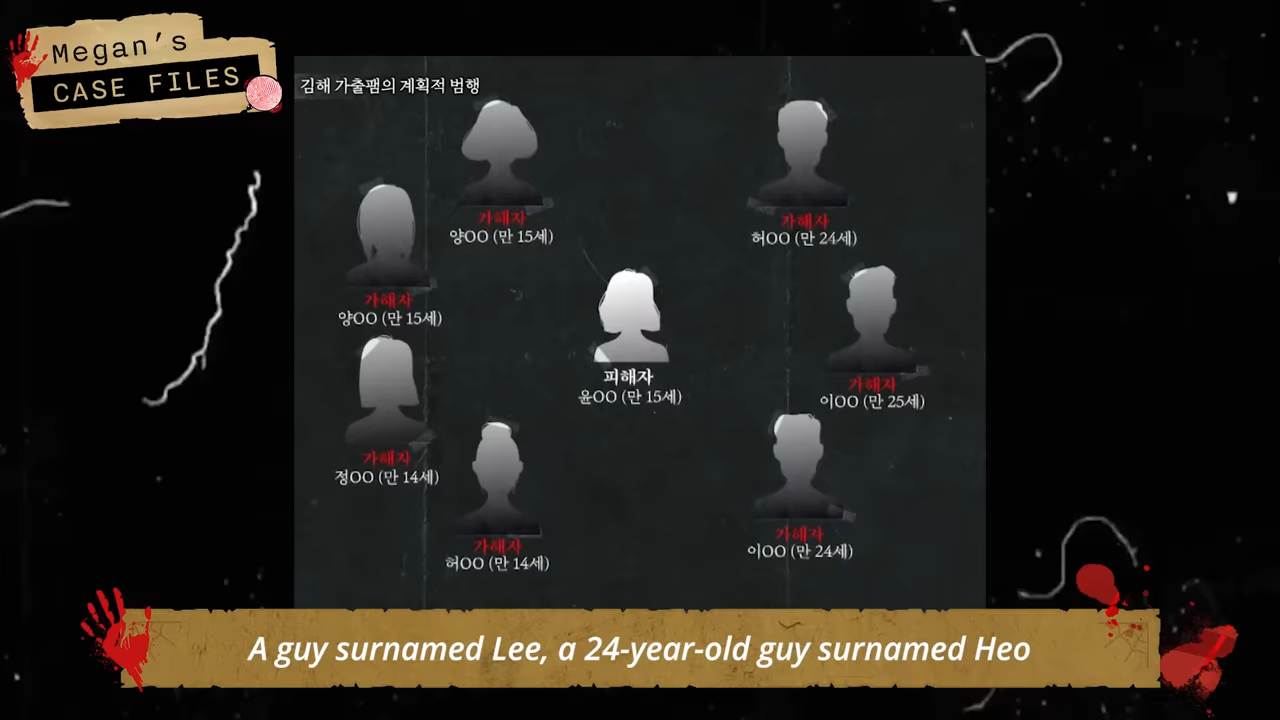 Megan's
CASE FILES
김해 가출팸의 계획적 범행
가해자
양OO (만 15세)
가해자
허OO (만 24세)
가해자
양OO (만 15세)
피해자
윤OO (만 15세)
가해자
이OO (만 25세)
가해자
정OO (만 14세)
가해자
허OO (만 14세)
가해자
이OO (만 24세)
A guy surnamed Lee, a 24-year-old guy surnamed Heo